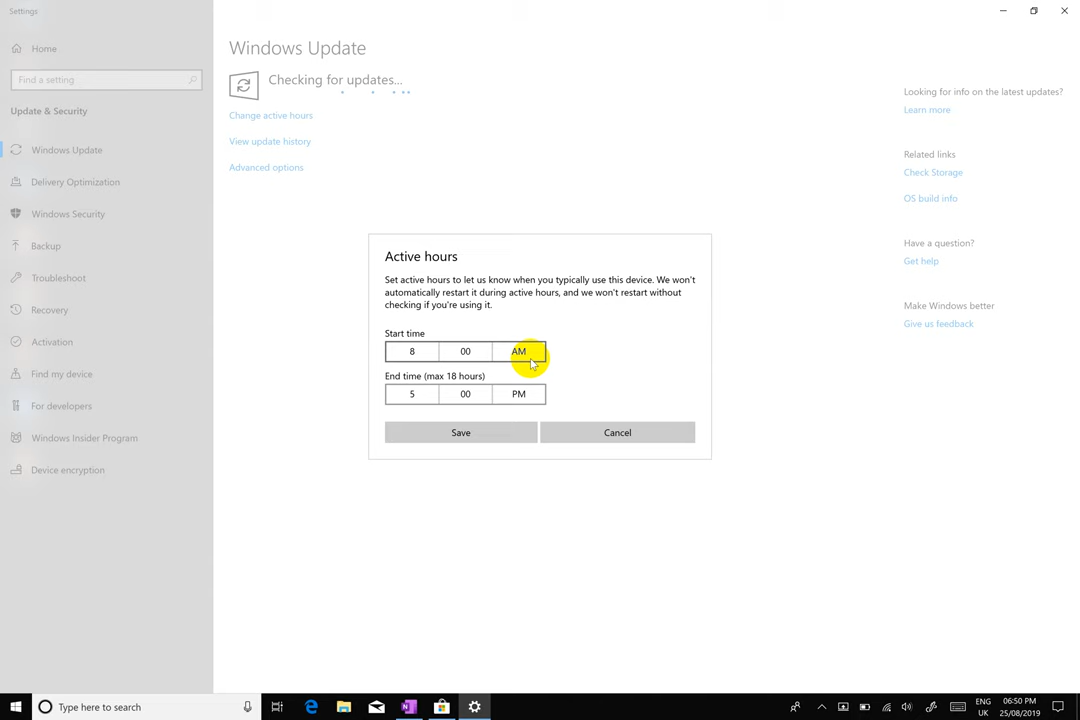 Settings
Home
Find a setting
Update & Security
Windows Update
Delivery Optimization
Windows Security
Backup
Troubleshoot
Recovery
Activation
Find my device
For developers
Windows Insider Program
Device encryption
Windows Update
Checking for updates...
Change active hours
View update history
Advanced options
Looking for info on the latest updates?
Learn more
Related links
Check Storage
OS build info
Have a question?
Get help
Make Windows better
Give us feedback
Active hours
Set active hours to let us know when you typically use this device. We won't
automatically restart it during active hours, and we won't restart without
checking if you're using it.
Start time
8 00 AM
End time (max 18 hours)
5 00 PM
Save Cancel
Type here to search
ENG 06:50 PM
UK 25/08/2019